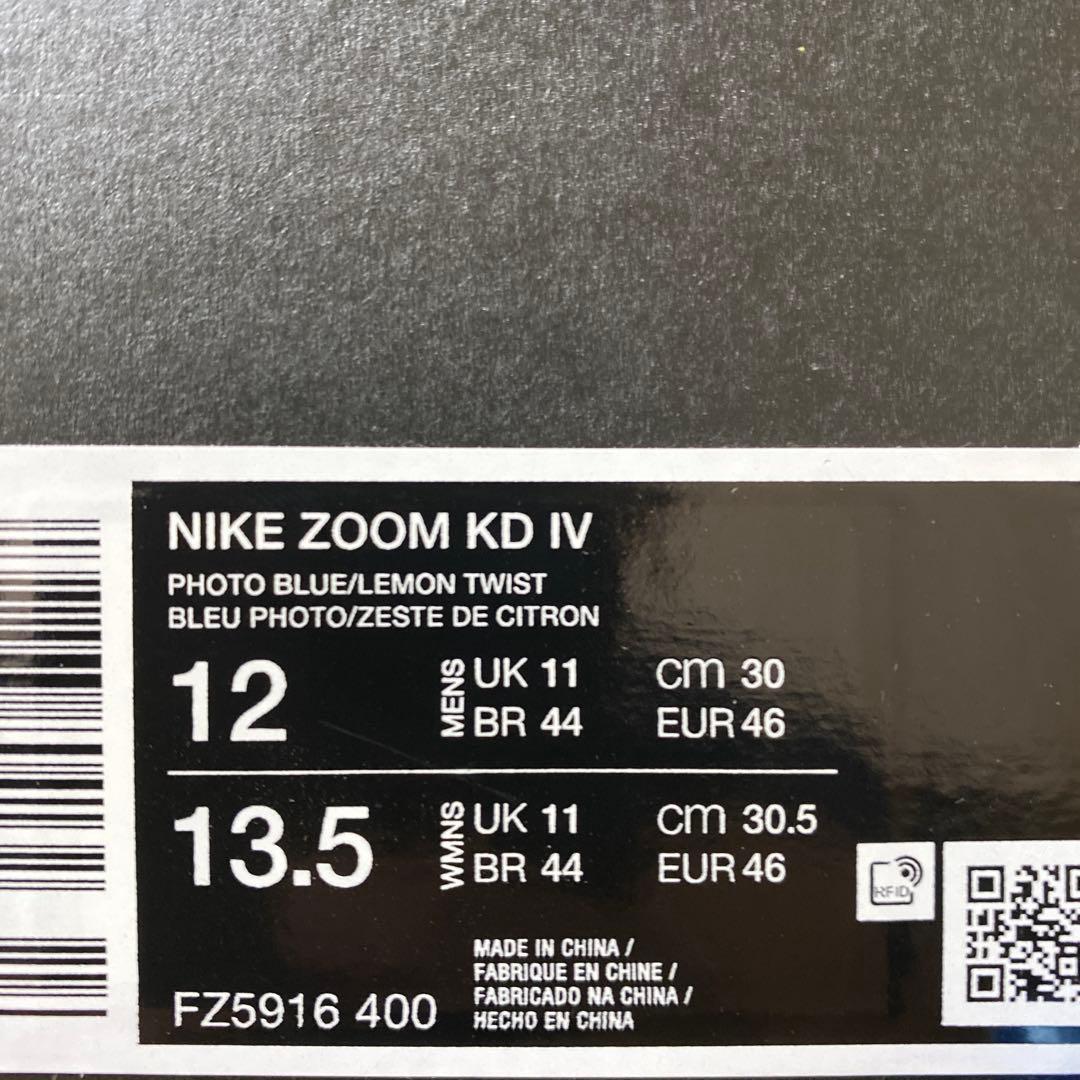 NIKE ZOOM KD IV
PHOTO BLUE/LEMON TWIST
BLEU PHOTO/ZESTE DE CITRON
12 MENS UK 11 cm 30
BR 44 EUR 46
13.5 WMNS UK 11 cm 30.5
BR 44 EUR 46
RFID
MADE IN CHINA /
FABRIQUE EN CHINE /
FABRICADO NA CHINA /
HECHO EN CHINA
FZ5916 400